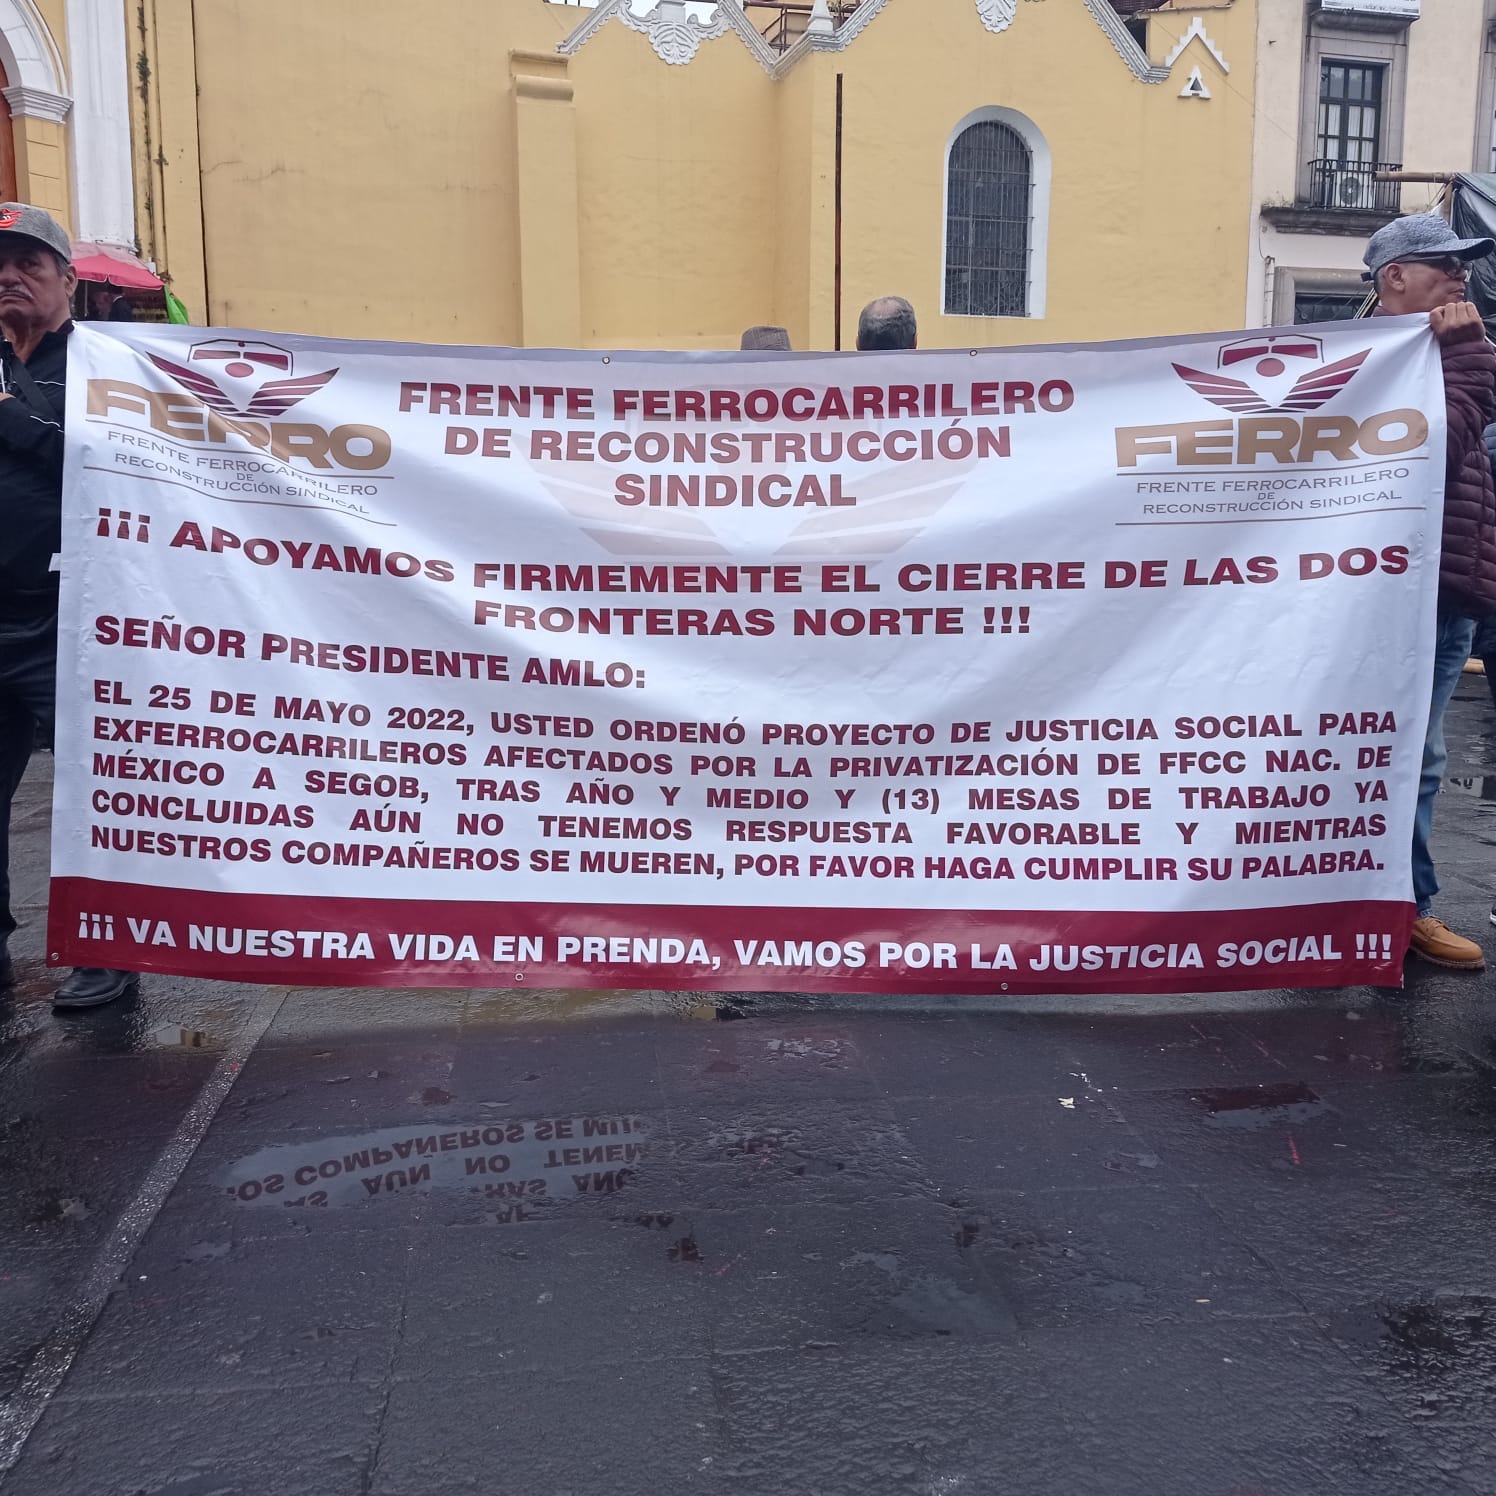 FERRO
FRENTE FERROCARRILERO
DE
RECONSTRUCCIÓN SINDICAL
FRENTE FERROCARRILERO
DE RECONSTRUCCIÓN
SINDICAL
FERRO
FRENTE FERROCARRILERO
DE
RECONSTRUCCIÓN SINDICAL
¡¡¡ APOYAMOS FIRMEMENTE EL CIERRE DE LAS DOS
FRONTERAS NORTE !!!
SEÑOR PRESIDENTE AMLO:
EL 25 DE MAYO 2022, USTED ORDENÓ PROYECTO DE JUSTICIA SOCIAL PARA
EXFERROCARRILEROS AFECTADOS POR LA PRIVATIZACIÓN DE FFCC NAC. DE
MÉXICO A SEGOB, TRAS AÑO Y MEDIO Y (13) MESAS DE TRABAJO YA
CONCLUIDAS AÚN NO TENEMOS RESPUESTA FAVORABLE Y MIENTRAS
NUESTROS COMPAÑEROS SE MUEREN, POR FAVOR HAGA CUMPLIR SU PALABRA.
¡¡¡ VA NUESTRA VIDA EN PRENDA, VAMOS POR LA JUSTICIA SOCIAL !!!